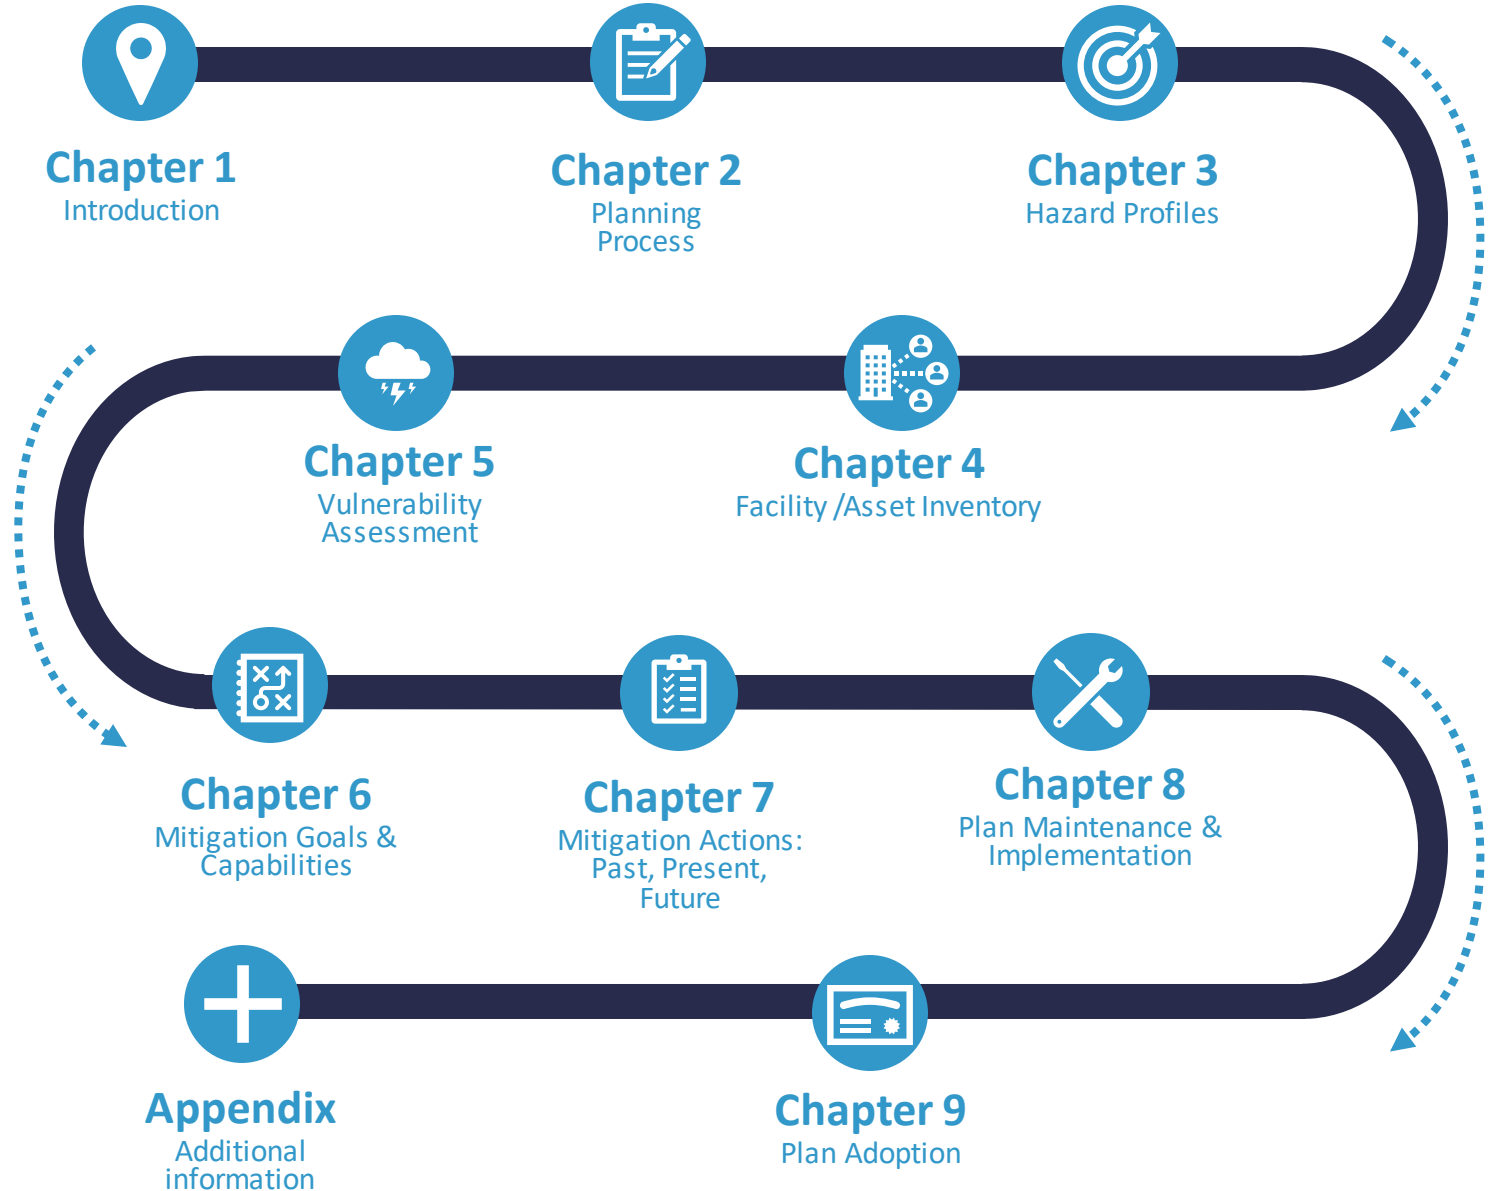 Chapter 1
Introduction
Chapter 2
Planning
Process
Chapter 3
Hazard Profiles
Chapter 4
Facility /Asset Inventory
Chapter 5
Vulnerability
Assessment
Chapter 6
Mitigation Goals &
Capabilities
Chapter 7
Mitigation Actions:
Past, Present,
Future
Chapter 8
Plan Maintenance &
Implementation
Chapter 9
Plan Adoption
Appendix
Additional
information